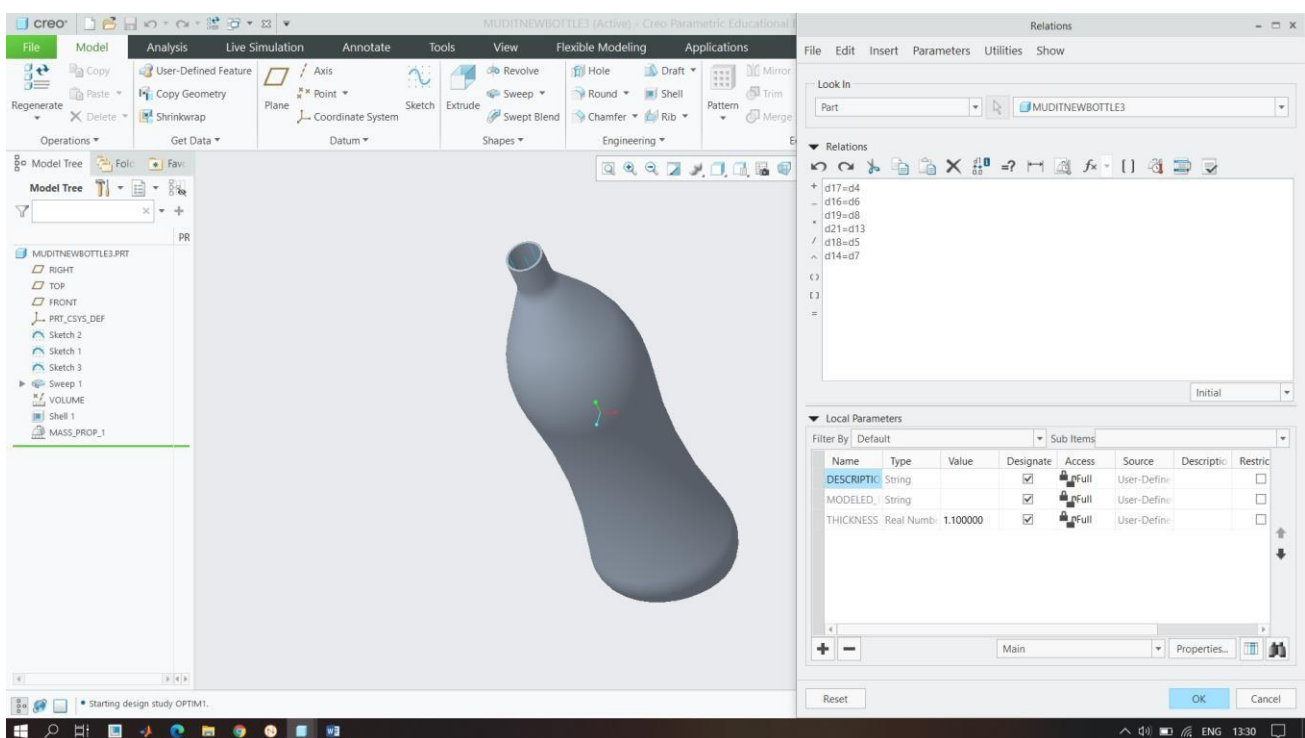 creo·
MUDITNEWBOTTLE3 (Active) - Creo Parametric Educational
File Model Analysis Live Simulation Annotate Tools View Flexible Modeling Applications
Copy
Paste
Delete
Regenerate
User-Defined Feature
Copy Geometry
Shrinkwrap
Plane
Axis
Point
Coordinate System
Sketch
Extrude
Revolve
Sweep
Swept Blend
Hole Draft
Round Shell
Chamfer Rib
Pattern
Mirror
Trim
Merge
Operations Get Data Datum Shapes Engineering
Model Tree
Model Tree
PR
MUDITNEWBOTTLE3.PRT
RIGHT
TOP
FRONT
PRT_CSYS_DEF
Sketch 2
Sketch 1
Sketch 3
Sweep 1
VOLUME
Shell 1
MASS_PROP_1
• Starting design study OPTIM1.
Relations
File Edit Insert Parameters Utilities Show
Look In
Part MUDITNEWBOTTLE3
Relations
d17=d4
d16=d6
d19=d8
d21=d13
d18=d5
d14=d7
Initial
Local Parameters
Filter By Default Sub Items
Name Type Value Designate Access Source Descriptio Restric
DESCRIPTIO String Full User-Define
MODELED_ String Full User-Define
THICKNESS Real Numb 1.100000 Full User-Define
Main Properties...
Reset OK Cancel
ENG 13:30